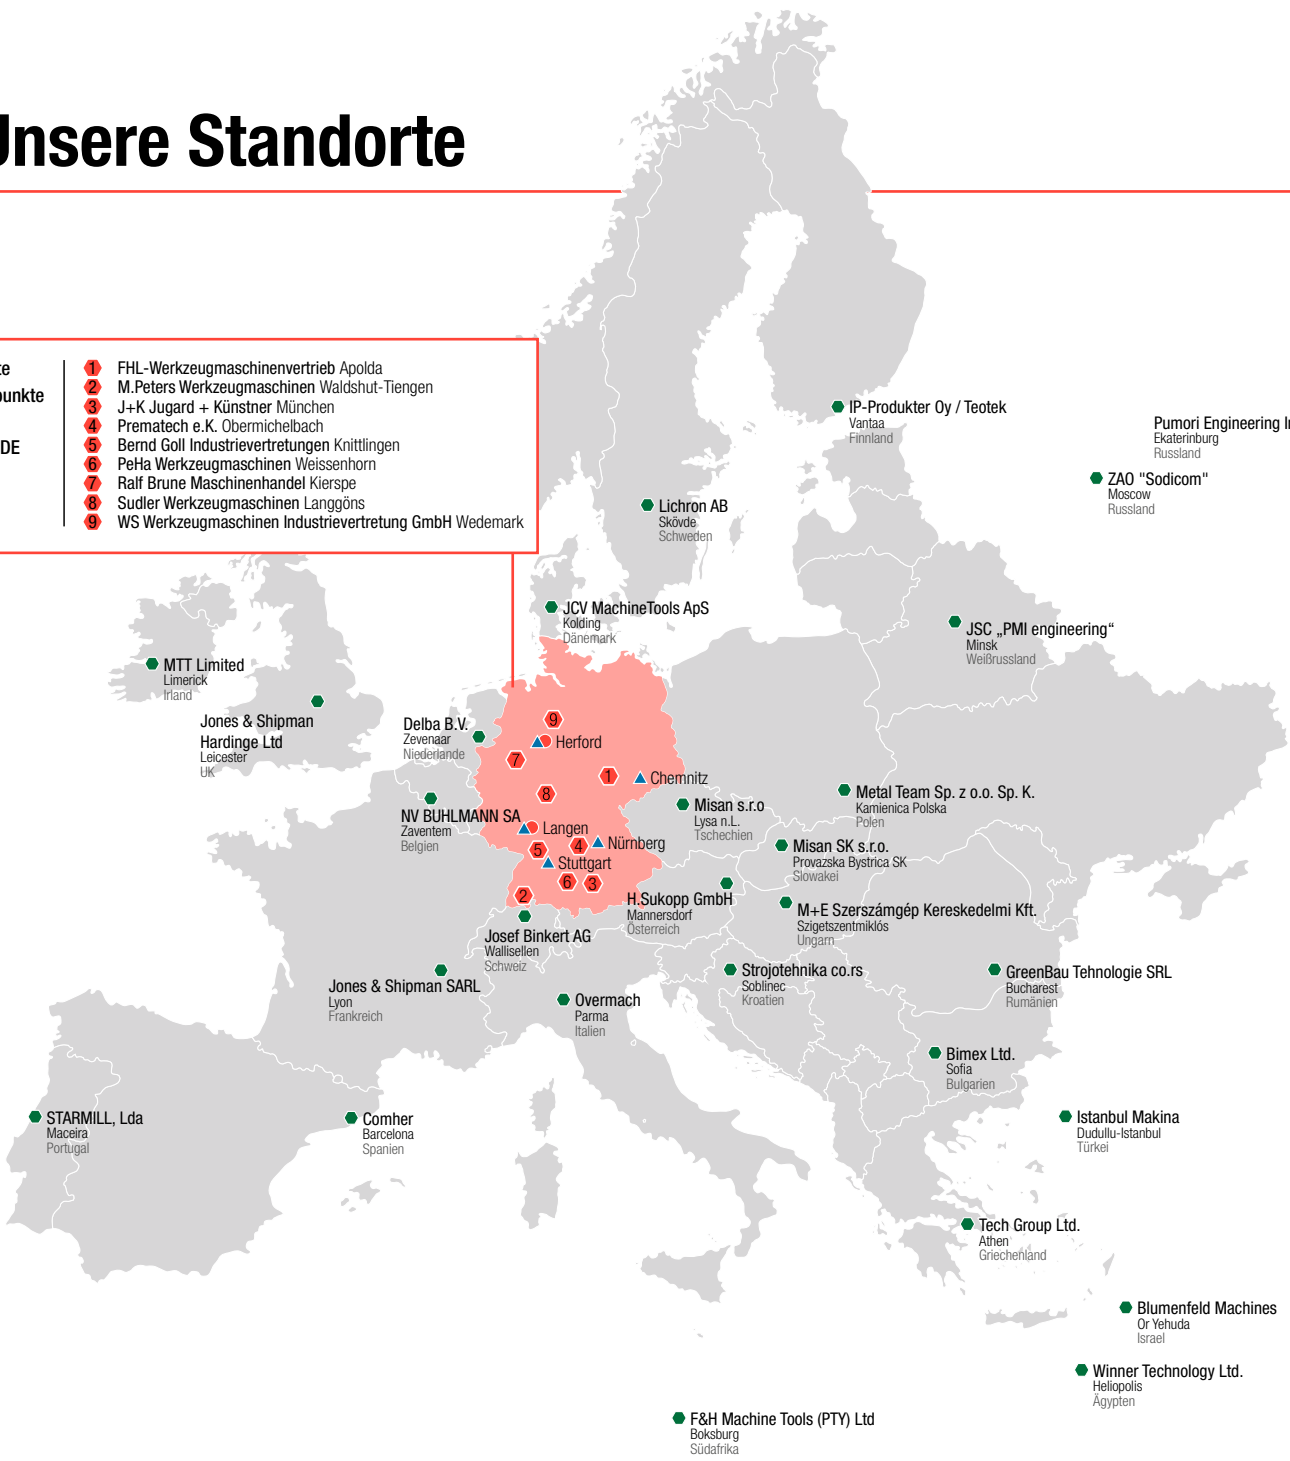 Unsere Standorte
te
punkte
DE
1 FHL-Werkzeugmaschinenvertrieb Apolda
2 M.Peters Werkzeugmaschinen Waldshut-Tiengen
3 J+K Jugard + Künstner München
4 Prematech e.K. Obermichelbach
5 Bernd Goll Industrievertretungen Knittlingen
6 PeHa Werkzeugmaschinen Weissenhorn
7 Ralf Brune Maschinenhandel Kierspe
8 Sudler Werkzeugmaschinen Langgöns
9 WS Werkzeugmaschinen Industrievertretung GmbH Wedemark
IP-Produkter Oy / Teotek
Vantaa
Finnland
Pumori Engineering I
Ekaterinburg
Russland
ZAO "Sodicom"
Moscow
Russland
Lichron AB
Skövde
Schweden
JCV MachineTools ApS
Kolding
Dänemark
JSC „PMI engineering“
Minsk
Weißrussland
MTT Limited
Limerick
Irland
Jones & Shipman
Hardinge Ltd
Leicester
UK
Delba B.V.
Zevenaar
Niederlande
9
Herford
7
1
Chemnitz
8
NV BUHLMANN SA
Zaventem
Belgien
Langen
Nürnberg
5
4
Stuttgart
6
3
2
Misan s.r.o
Lysa n.L.
Tschechien
Metal Team Sp. z o.o. Sp. K.
Kamienica Polska
Polen
Misan SK s.r.o.
Provazska Bystrica SK
Slowakei
H.Sukopp GmbH
Mannersdorf
Österreich
M+E Szerszámgép Kereskedelmi Kft.
Szigetszentmiklós
Ungarn
Josef Binkert AG
Wallisellen
Schweiz
Jones & Shipman SARL
Lyon
Frankreich
Strojotehnika co.rs
Soblinec
Kroatien
GreenBau Tehnologie SRL
Bucharest
Rumänien
Overmach
Parma
Italien
Bimex Ltd.
Sofia
Bulgarien
STARMILL, Lda
Maceira
Portugal
Comher
Barcelona
Spanien
Istanbul Makina
Dudullu-Istanbul
Türkei
Tech Group Ltd.
Athen
Griechenland
Blumenfeld Machines
Or Yehuda
Israel
Winner Technology Ltd.
Heliopolis
Ägypten
F&H Machine Tools (PTY) Ltd
Boksburg
Südafrika